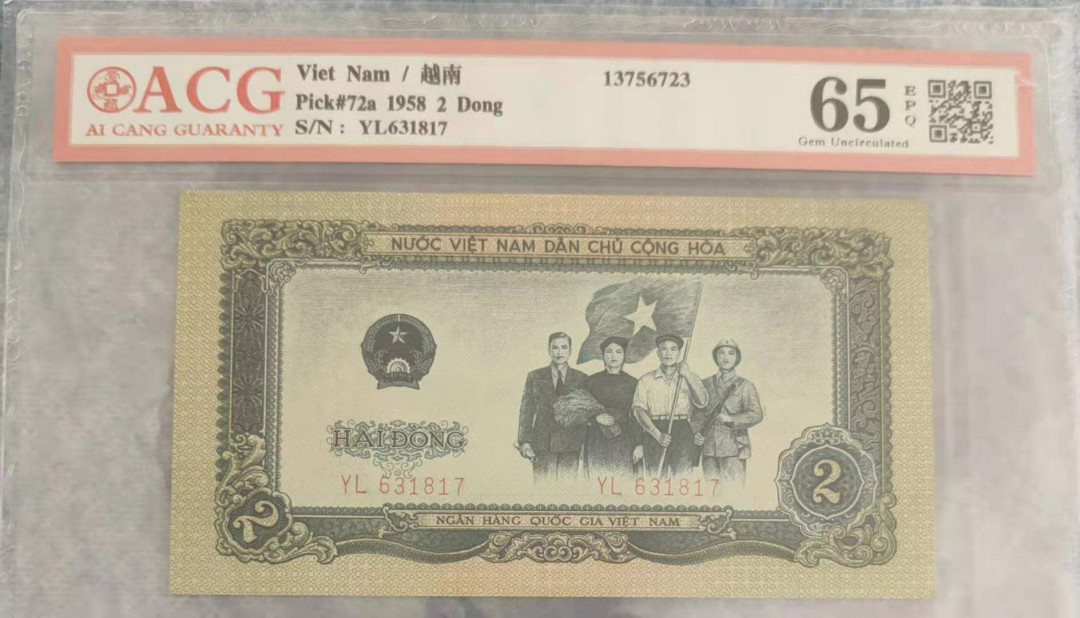 ACG
AI CANG GUARANTY
Viet Nam / 越南
Pick#72a 1958 2 Dong
S/N : YL631817
13756723
65
EPQ
Gem Uncirculated
NƯỚC VIỆT NAM DÂN CHỦ CỘNG HÒA
HAI ĐỒNG
YL 631817
YL 631817
2
2
NGÂN HÀNG QUỐC GIA VIỆT NAM